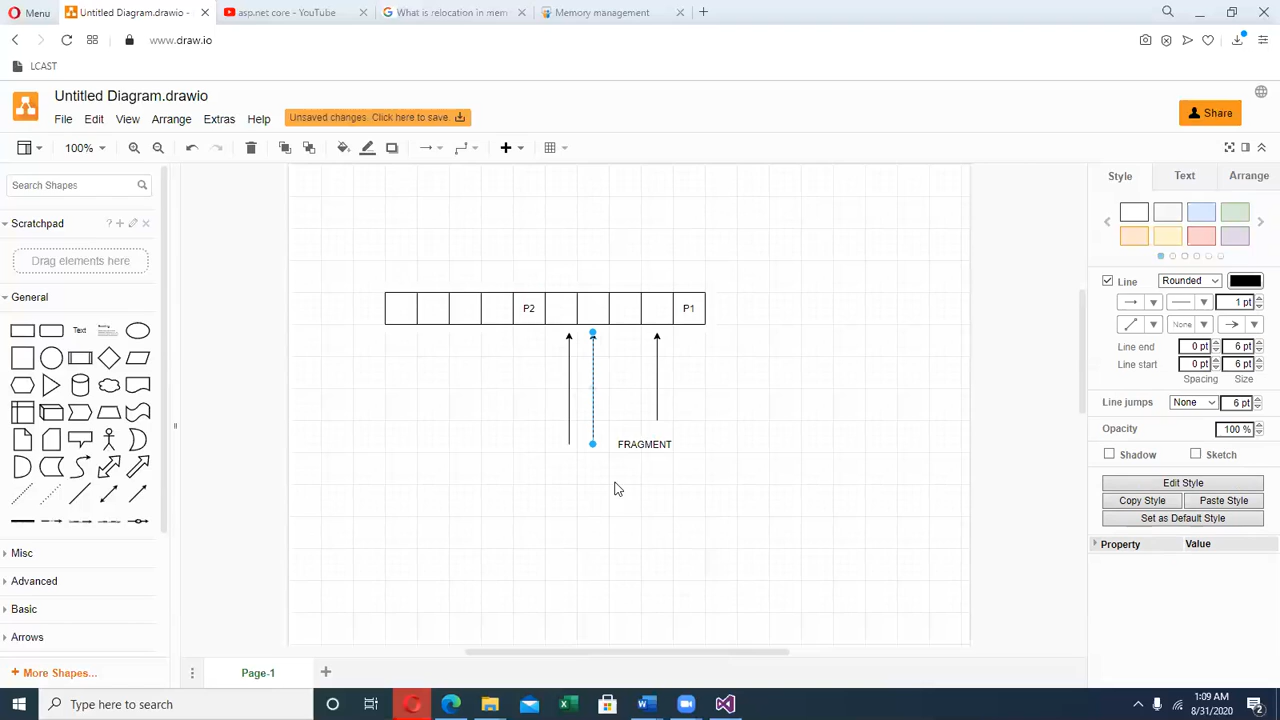 Menu
Untitled Diagram.drawio -
asp.net core - YouTube
What is relocation in mem
Memory management
www.draw.io
LCAST
Untitled Diagram.drawio
File Edit View Arrange Extras Help
Unsaved changes. Click here to save.
Share
100%
Search Shapes
Scratchpad
?
Drag elements here
General
Text
Misc
Advanced
Basic
Arrows
+ More Shapes...
P2
P1
FRAGMENT
Page-1
Style
Text
Arrange
Line
Rounded
1 pt
None
Line end
0 pt
6 pt
Line start
0 pt
6 pt
Spacing
Size
Line jumps
None
6 pt
Opacity
100 %
Shadow
Sketch
Edit Style
Copy Style
Paste Style
Set as Default Style
Property
Value
Type here to search
1:09 AM
8/31/2020
2